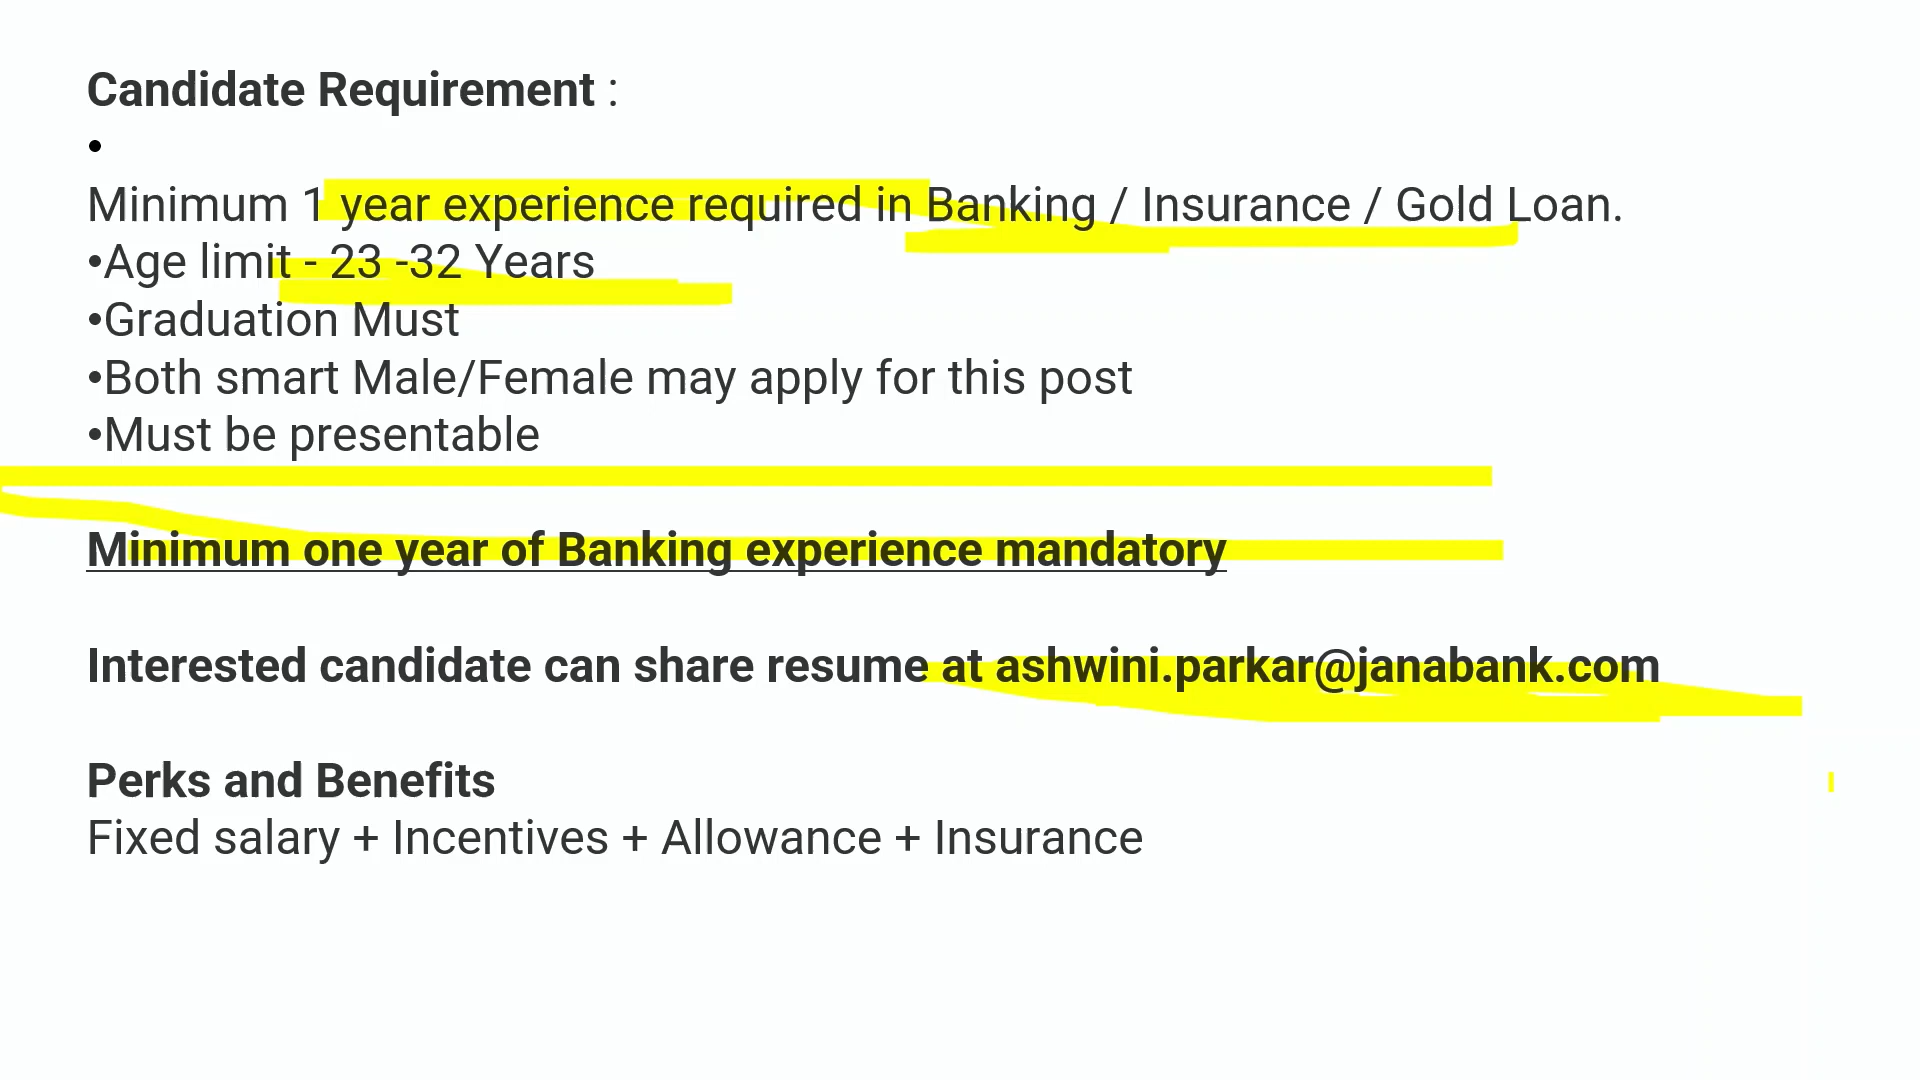 Candidate Requirement :
•
Minimum 1 year experience required in Banking / Insurance / Gold Loan.
•Age limit - 23 -32 Years
•Graduation Must
•Both smart Male/Female may apply for this post
•Must be presentable
Minimum one year of Banking experience mandatory
Interested candidate can share resume at ashwini.parkar@janabank.com
Perks and Benefits
Fixed salary + Incentives + Allowance + Insurance